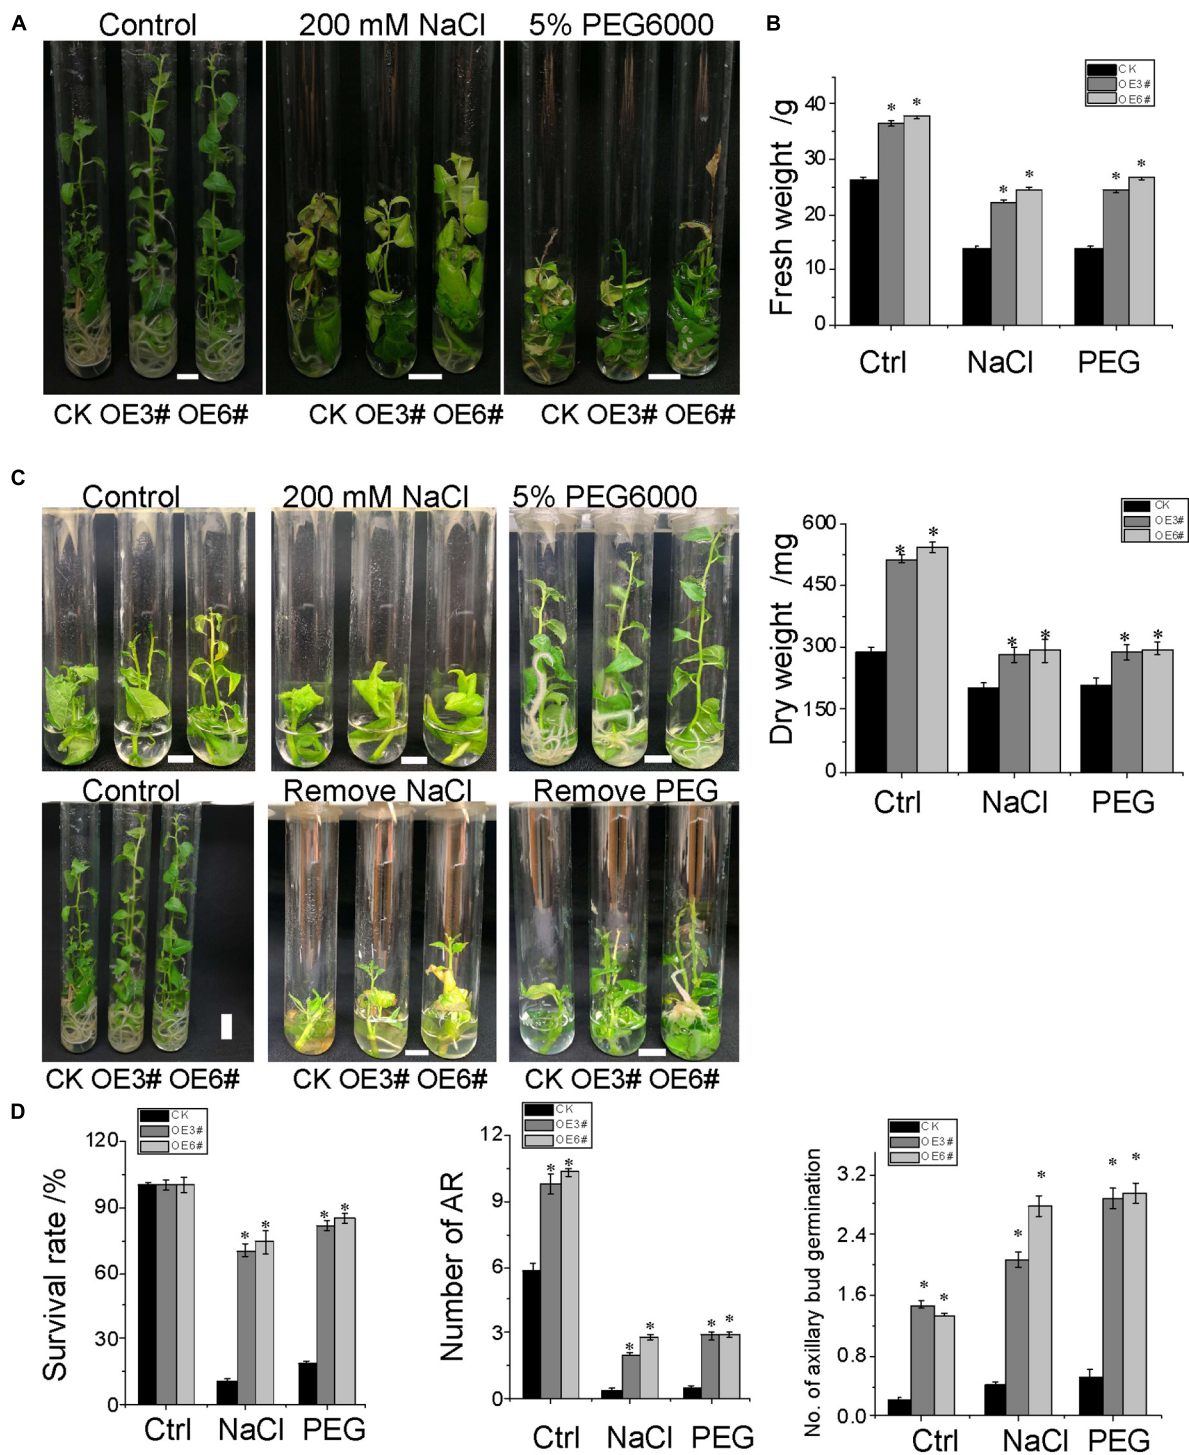 A
Control 200 mM NaCl 5% PEG6000
CK OE3# OE6# CK OE3# OE6# CK OE3# OE6#
B
CK
OE3#
OE6#
Fresh weight /g
40
30
20
10
0
* * * * * *
Ctrl NaCl PEG
C
Control 200 mM NaCl 5% PEG6000
Control Remove NaCl Remove PEG
CK OE3# OE6# CK OE3# OE6# CK OE3# OE6#
CK
OE3#
OE6#
Dry weight /mg
600
450
300
150
0
* * * * * *
Ctrl NaCl PEG
D
CK
OE3#
OE6#
Survival rate /%
120
90
60
30
0
* * * *
Ctrl NaCl PEG
CK
OE3#
OE6#
Number of AR
12
9
6
3
0
* * * * * *
Ctrl NaCl PEG
CK
OE3#
OE6#
No. of axillary bud germination
3.2
2.4
1.6
0.8
0.0
* * * * * *
Ctrl NaCl PEG